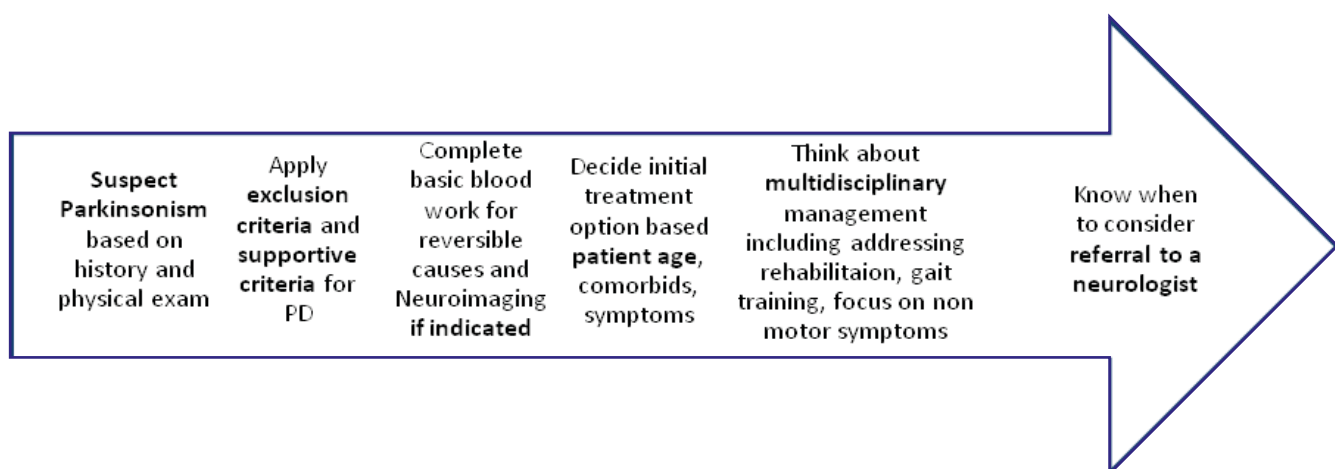 Suspect
Parkinsonism
based on
history and
physical exam
Apply
exclusion
criteria and
supportive
criteria for
PD
Complete
basic blood
work for
reversible
causes and
Neuroimaging
if indicated
Decide initial
treatment
option based
patient age,
comorbids,
symptoms
Think about
multidisciplinary
management
including addressing
rehabilitaion, gait
training, focus on non
motor symptoms
Know when
to consider
referral to a
neurologist